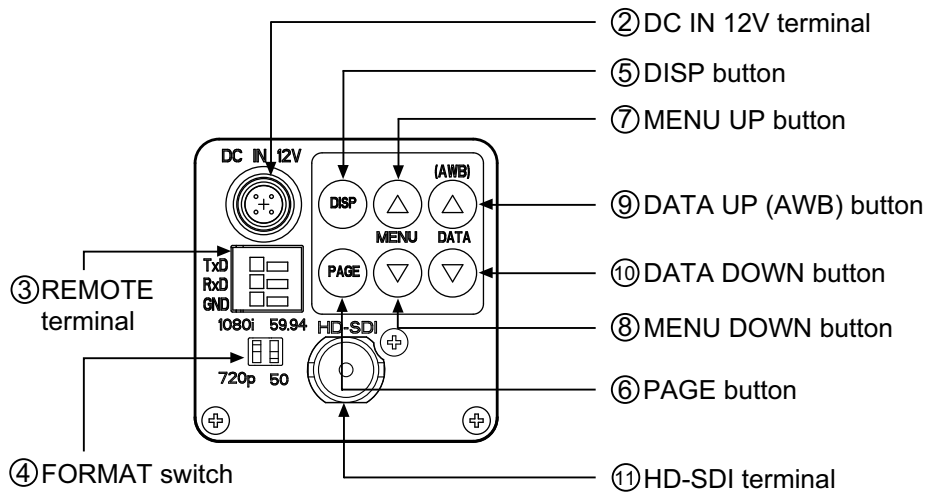 ②DC IN 12V terminal
⑤DISP button
⑦MENU UP button
DC IN 12V
(AWB)
DISP
⑨DATA UP (AWB) button
MENU DATA
TxD
RxD
GND
PAGE
⑩DATA DOWN button
③REMOTE
terminal
1080i 59.94 HD-SDI
⑧MENU DOWN button
720p 50
⑥PAGE button
④FORMAT switch
⑪HD-SDI terminal